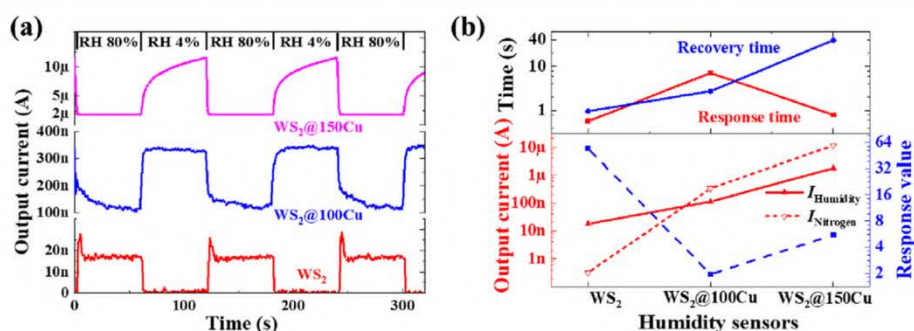 (a)
RH 80% RH 4% RH 80% RH 4% RH 80%
10μ
5μ
2μ
WS2@150Cu
400n
300n
200n
100n
WS2@100Cu
20n
10n
0
WS2
0 100 200 300
Time (s)
Output current (A)
(b)
40
1
Time (s)
Recovery time
Response time
10μ
1μ
100n
10n
1n
Output current (A)
64
32
16
8
4
2
Response value
IHumidity
INitrogen
WS2 WS2@100Cu WS2@150Cu
Humidity sensors